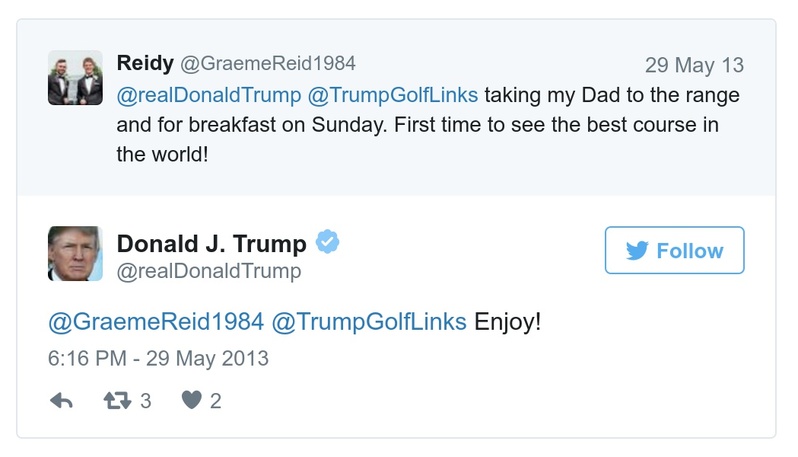 Reidy @GraemeReid1984 29 May 13
@realDonaldTrump @TrumpGolfLinks taking my Dad to the range
and for breakfast on Sunday. First time to see the best course in
the world!
Donald J. Trump
@realDonaldTrump
Follow
@GraemeReid1984 @TrumpGolfLinks Enjoy!
6:16 PM - 29 May 2013
3 2